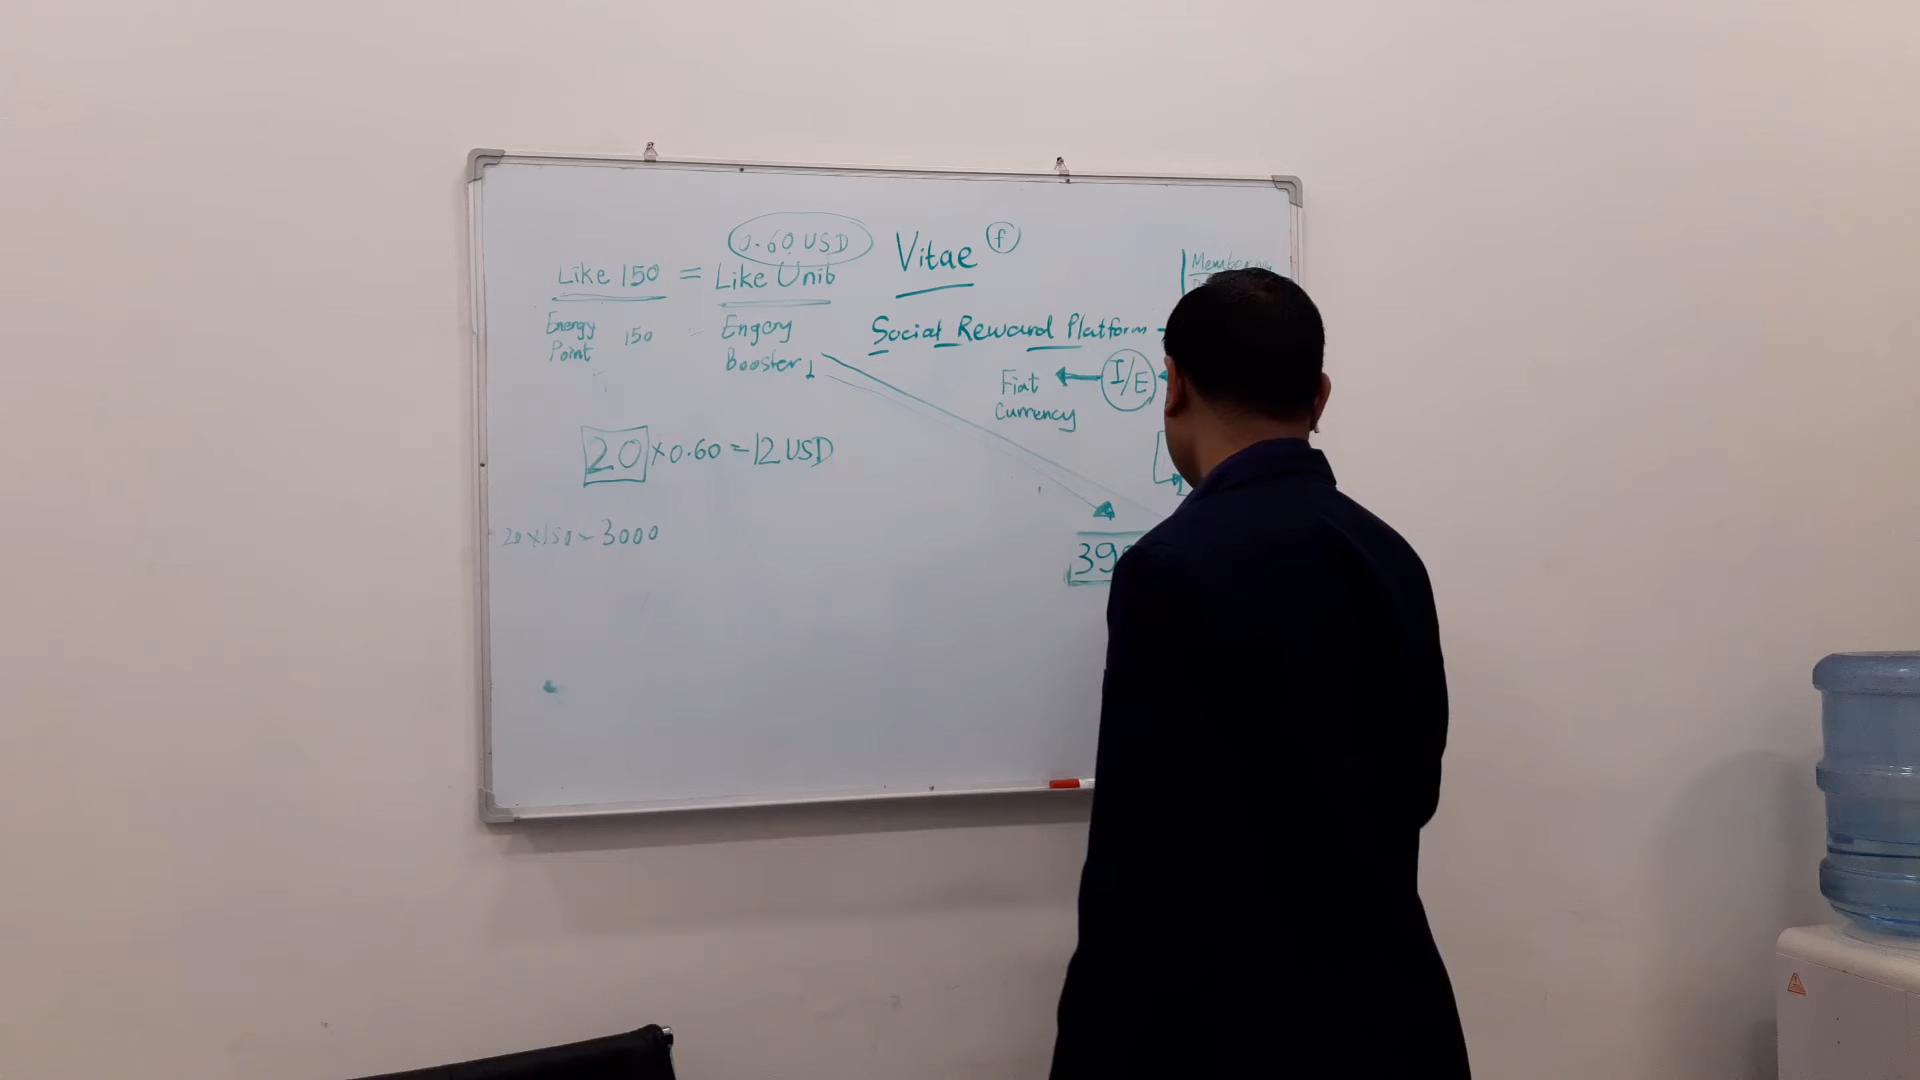 0.60 USD
Vitae f
Like 150 = Like Unib
Energy Point 150 = Engery Booster 1
Social Reward Platform
Fiat Currency
I/E
20 x 0.60 = 12 USD
20 x 150 = 3000